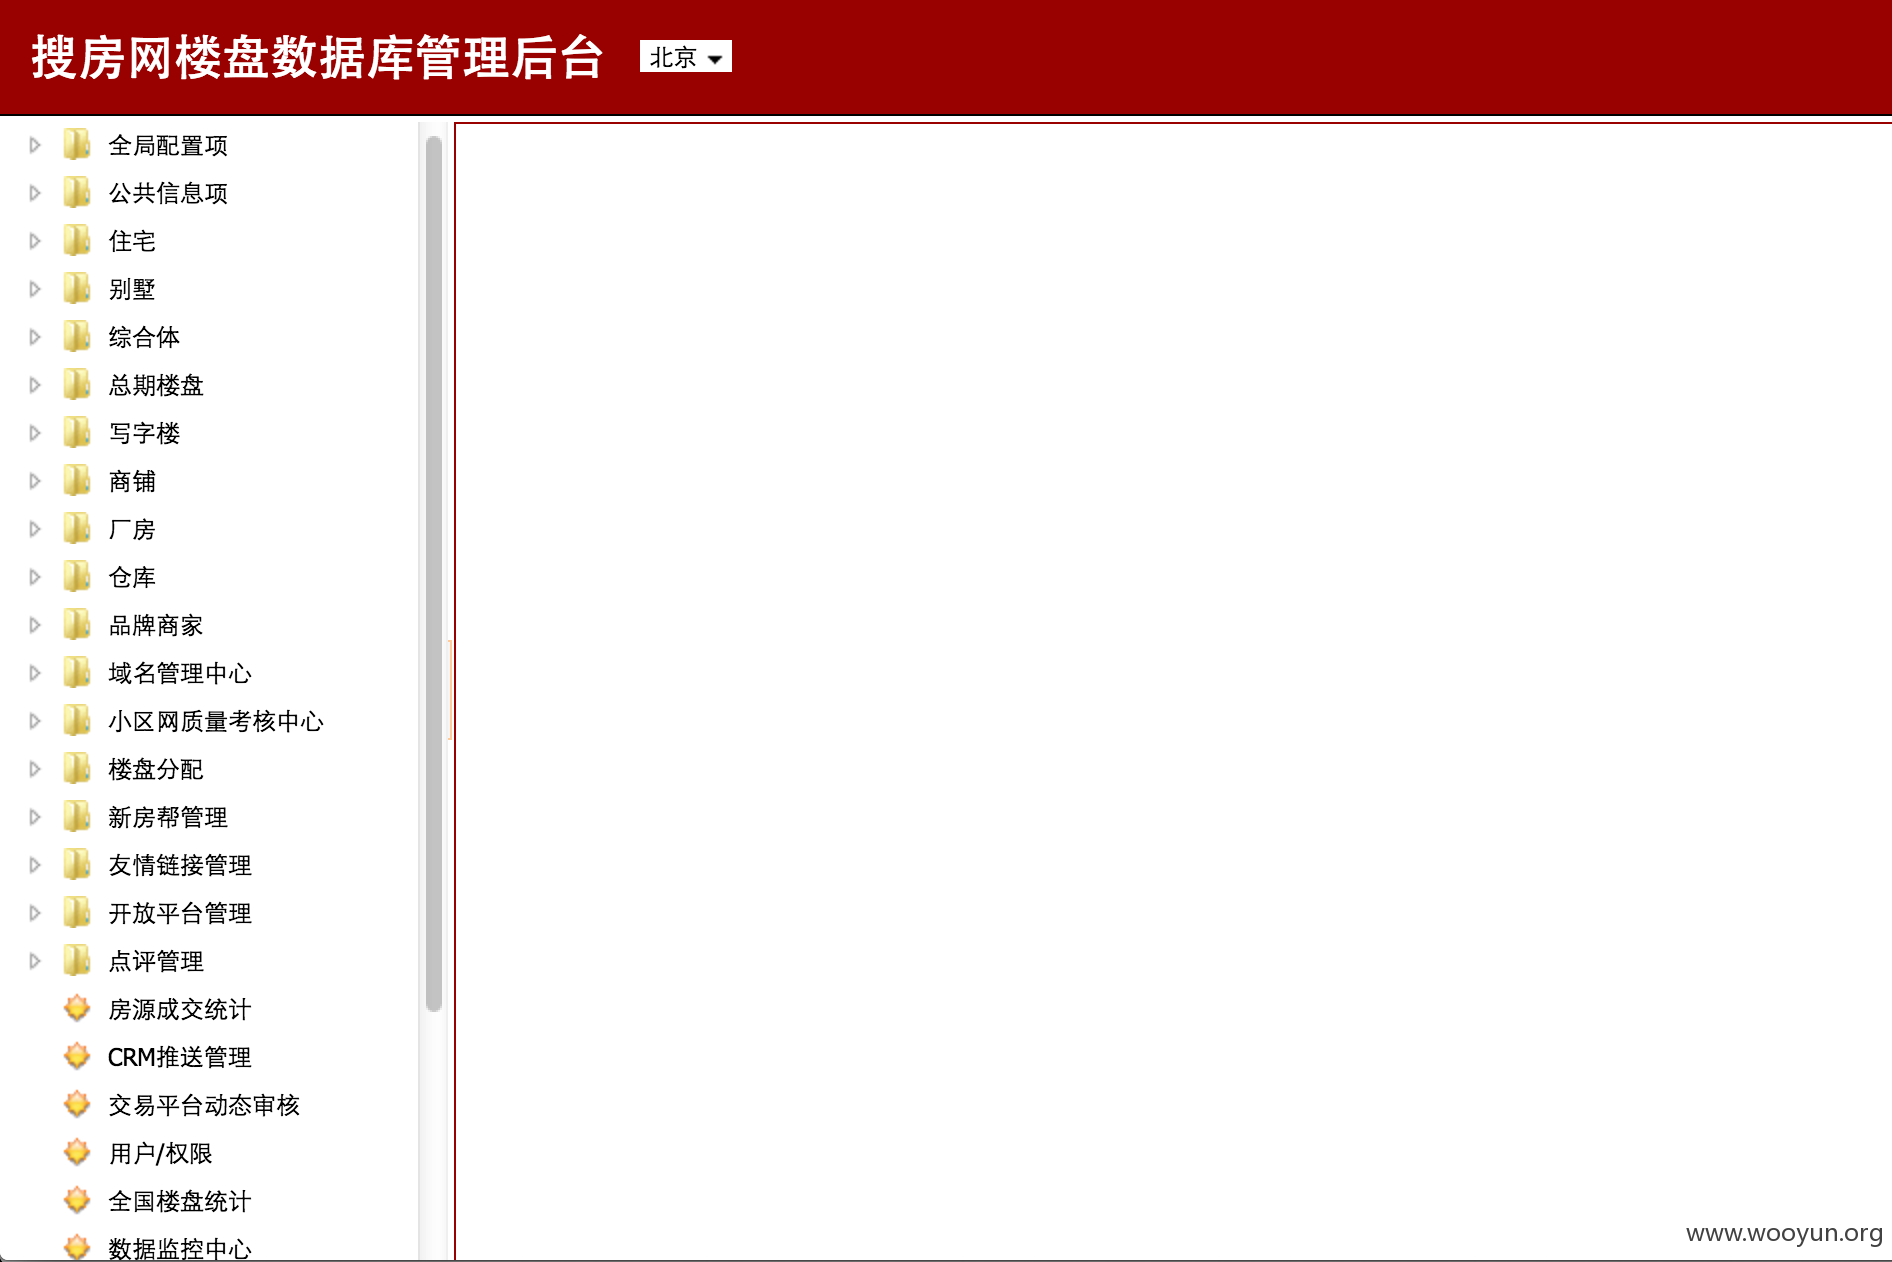 搜房网楼盘数据库管理后台
北京
全局配置项
公共信息项
住宅
别墅
综合体
总期楼盘
写字楼
商铺
厂房
仓库
品牌商家
域名管理中心
小区网质量考核中心
楼盘分配
新房帮管理
友情链接管理
开放平台管理
点评管理
房源成交统计
CRM推送管理
交易平台动态审核
用户/权限
全国楼盘统计
数据监控中心
www.wooyun.org